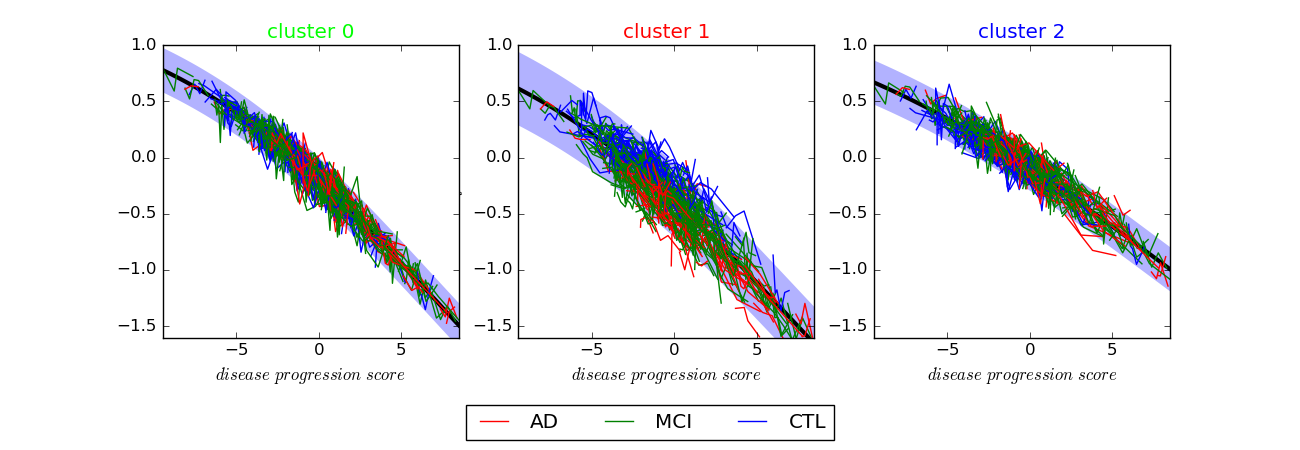 cluster 0 cluster 1 cluster 2
1.0 1.0 1.0
0.5 0.5 0.5
0.0 0.0 0.0
−0.5 −0.5 −0.5
−1.0 −1.0 −1.0
−1.5 −1.5 −1.5
−5 0 5 −5 0 5 −5 0 5
disease progression score disease progression score disease progression score
AD MCI CTL